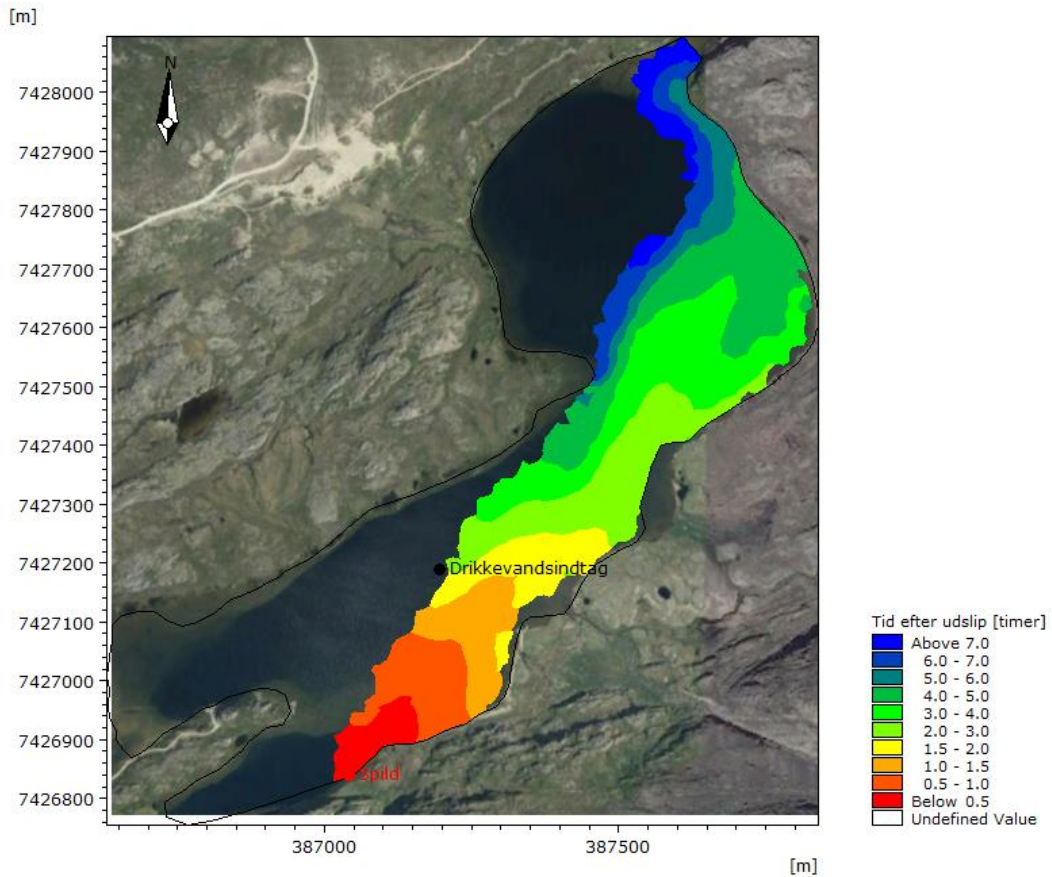 [m]
N
7428000
7427900
7427800
7427700
7427600
7427500
7427400
7427300
7427200
7427100
7427000
7426900
7426800
Drikkevandsindtag
Spild
387000
387500
[m]
Tid efter udslip [timer]
Above 7.0
6.0 - 7.0
5.0 - 6.0
4.0 - 5.0
3.0 - 4.0
2.0 - 3.0
1.5 - 2.0
1.0 - 1.5
0.5 - 1.0
Below 0.5
Undefined Value